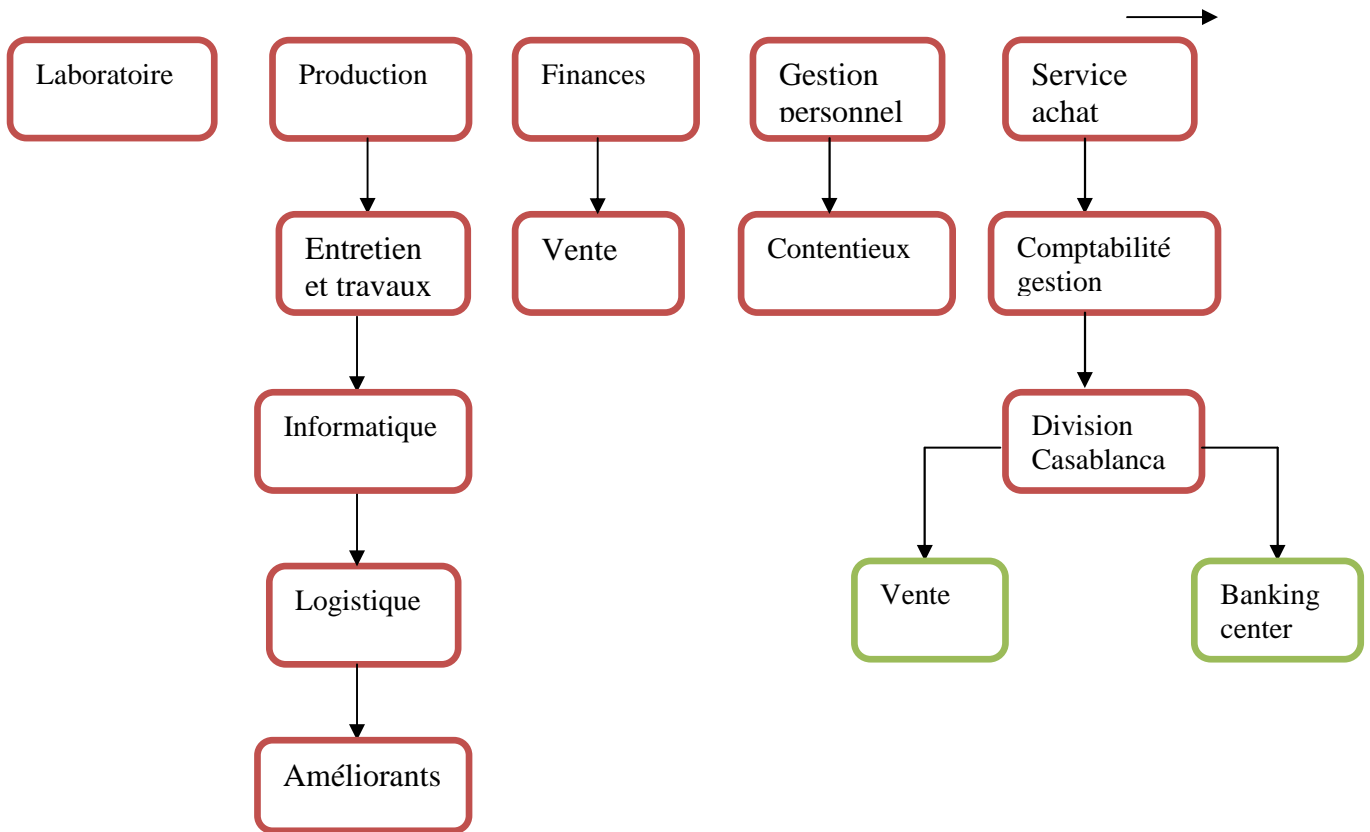 Laboratoire
Production
Finances
Gestion
personnel
Service
achat
Entretien
et travaux
Vente
Contentieux
Comptabilité
gestion
Informatique
Division
Casablanca
Logistique
Vente
Banking
center
Améliorants